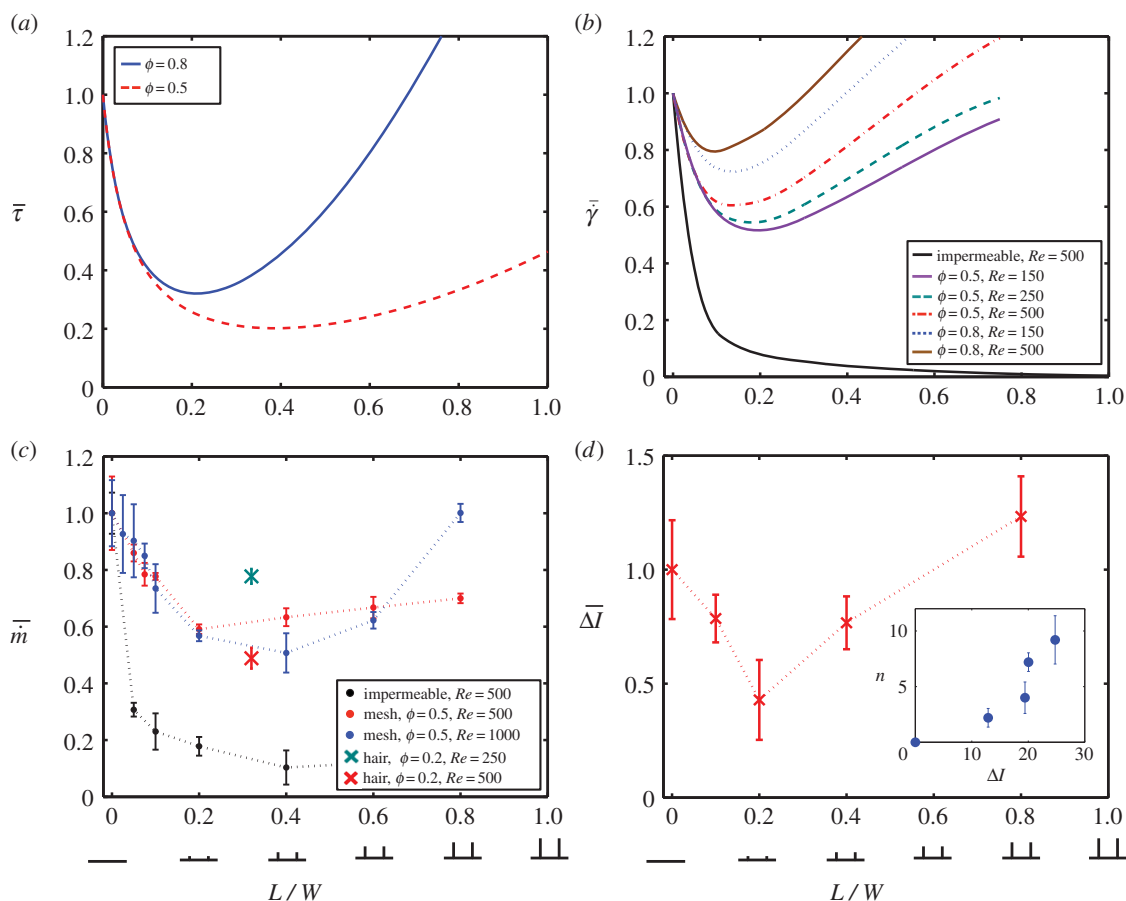 (a)
1.2
1.0
0.8
0.6
0.4
0.2
0
τ̄
ϕ = 0.8
ϕ = 0.5
0.2 0.4 0.6 0.8 1.0
(b)
1.2
1.0
0.8
0.6
0.4
0.2
0
γ̇̄
impermeable, Re = 500
ϕ = 0.5, Re = 150
ϕ = 0.5, Re = 250
ϕ = 0.5, Re = 500
ϕ = 0.8, Re = 150
ϕ = 0.8, Re = 500
0 0.2 0.4 0.6 0.8 1.0
(c)
1.2
1.0
0.8
0.6
0.4
0.2
0
ṁ̄
impermeable, Re = 500
mesh, ϕ = 0.5, Re = 500
mesh, ϕ = 0.5, Re = 1000
hair, ϕ = 0.2, Re = 250
hair, ϕ = 0.2, Re = 500
0 0.2 0.4 0.6 0.8 1.0
L / W
(d)
1.5
1.0
0.5
0
Δ̅I̅
10
n
5
0 10 20 30
ΔI
0 0.2 0.4 0.6 0.8 1.0
L / W